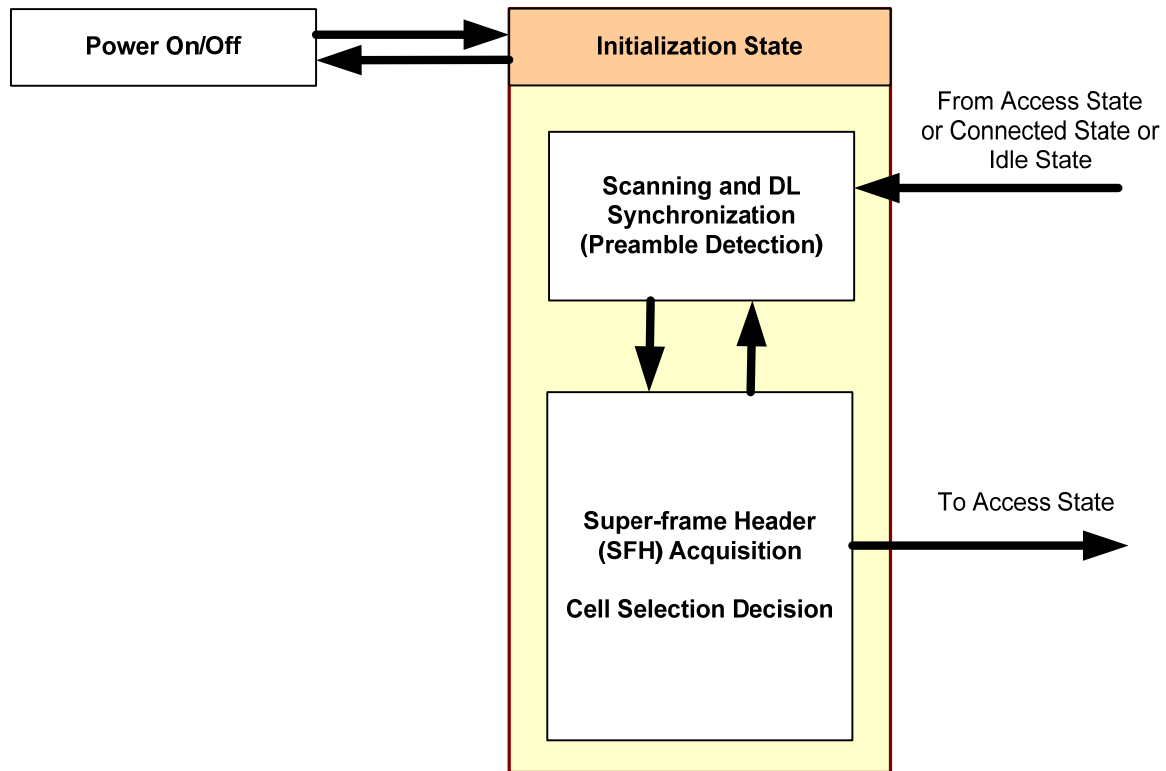 Power On/Off
Initialization State
From Access State
or Connected State or
Idle State
Scanning and DL
Synchronization
(Preamble Detection)
Super-frame Header
(SFH) Acquisition
Cell Selection Decision
To Access State